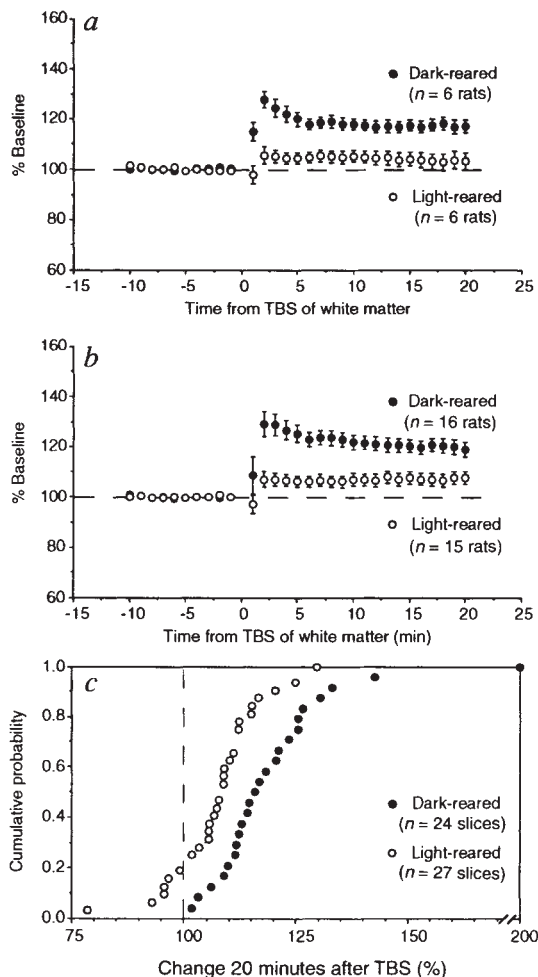 a
160
140
120
100
80
60
% Baseline
Dark-reared
(n = 6 rats)
Light-reared
(n = 6 rats)
-15 -10 -5 0 5 10 15 20 25
Time from TBS of white matter
b
160
140
120
100
80
60
% Baseline
Dark-reared
(n = 16 rats)
Light-reared
(n = 15 rats)
-15 -10 -5 0 5 10 15 20 25
Time from TBS of white matter (min)
c
1.0
0.8
0.6
0.4
0.2
0.0
Cumulative probability
Dark-reared
(n = 24 slices)
Light-reared
(n = 27 slices)
75 100 125 150 200
Change 20 minutes after TBS (%)